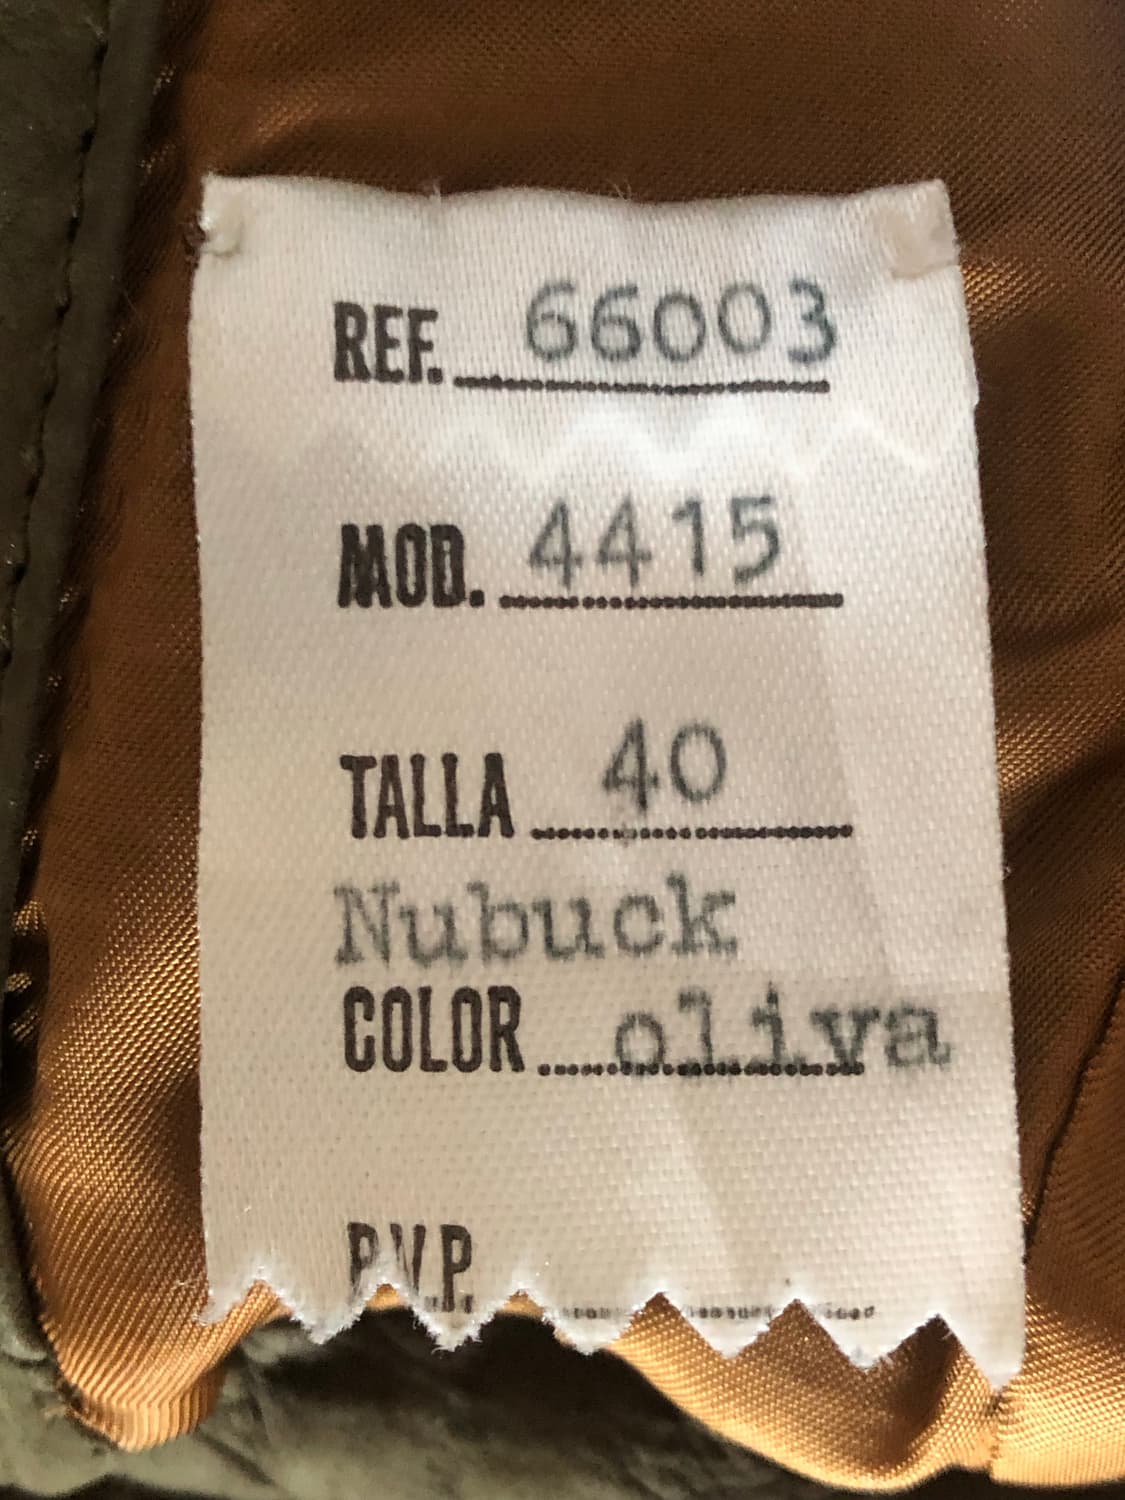 REF. 66003
MOD. 4415
TALLA 40
Nubuck
COLOR oliva
P.V.P.